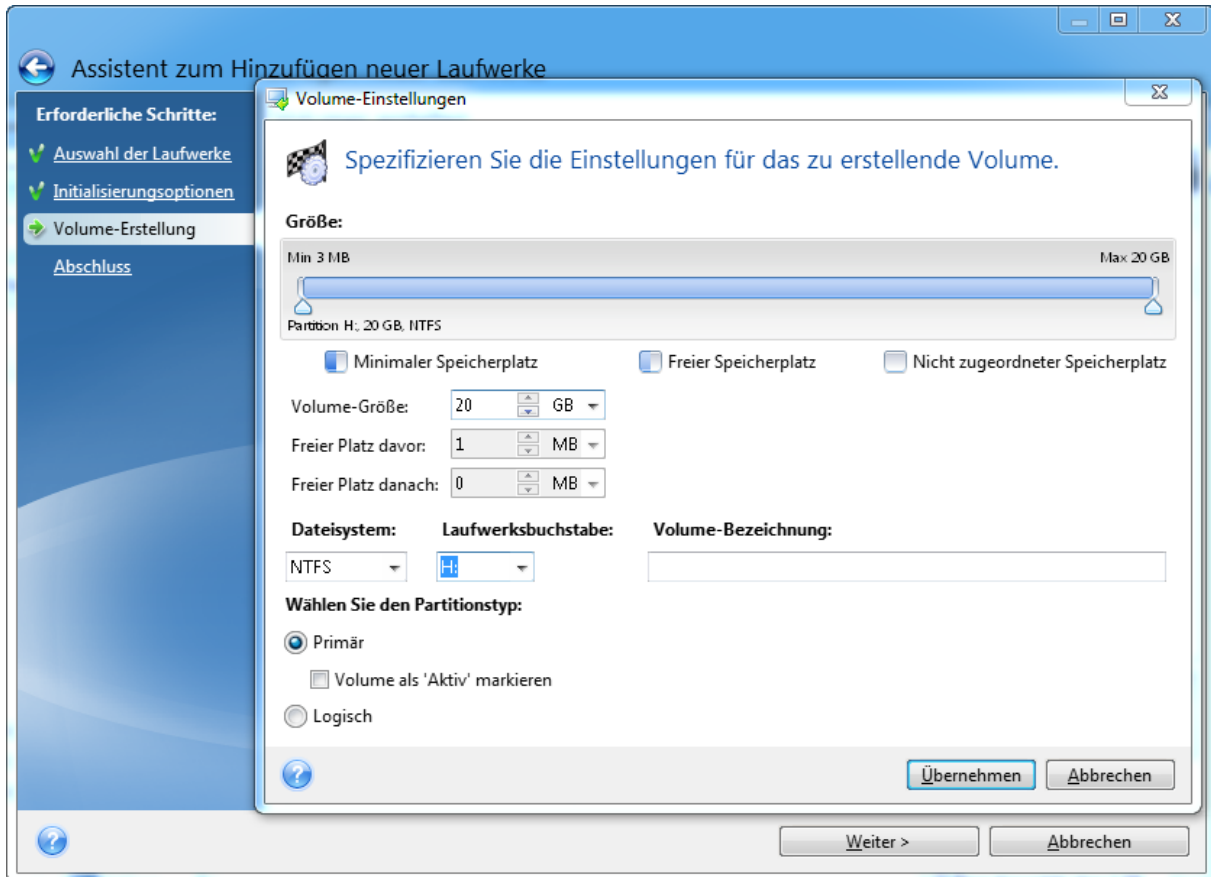 Assistent zum Hinzufügen neuer Laufwerke
Erforderliche Schritte:
Auswahl der Laufwerke
Initialisierungsoptionen
Volume-Erstellung
Abschluss
Volume-Einstellungen
Spezifizieren Sie die Einstellungen für das zu erstellende Volume.
Größe:
Min 3 MB Max 20 GB
Partition H:, 20 GB, NTFS
Minimaler Speicherplatz Freier Speicherplatz Nicht zugeordneter Speicherplatz
Volume-Größe: 20 GB
Freier Platz davor: 1 MB
Freier Platz danach: 0 MB
Dateisystem: Laufwerksbuchstabe: Volume-Bezeichnung:
NTFS H:
Wählen Sie den Partitionstyp:
Primär
Volume als 'Aktiv' markieren
Logisch
Übernehmen Abbrechen
Weiter > Abbrechen